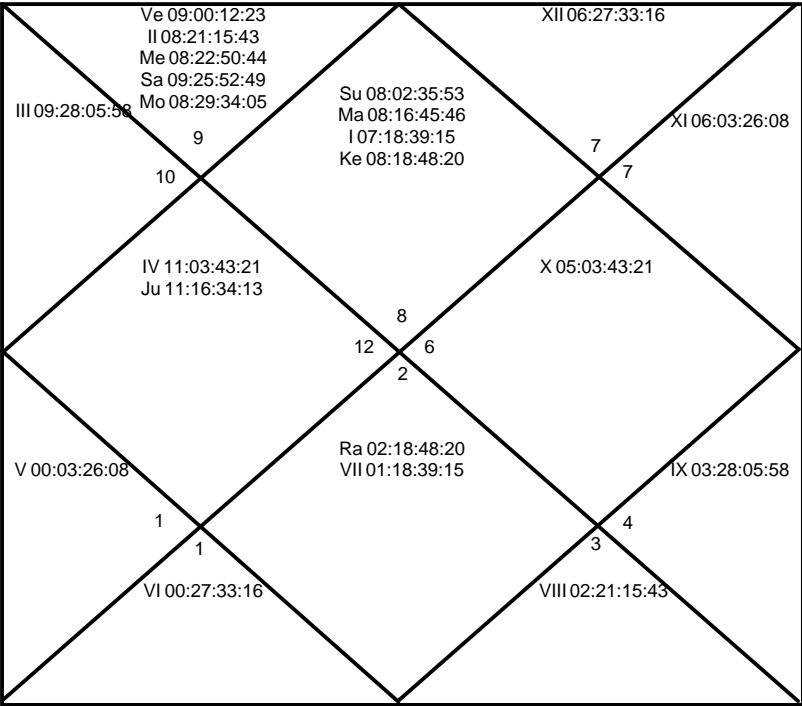 Ve 09:00:12:23
II 08:21:15:43
Me 08:22:50:44
Sa 09:25:52:49
Mo 08:29:34:05
XII 06:27:33:16
Su 08:02:35:53
Ma 08:16:45:46
I 07:18:39:15
Ke 08:18:48:20
III 09:28:05:58
XI 06:03:26:08
9
7
10
7
IV 11:03:43:21
Ju 11:16:34:13
X 05:03:43:21
8
12
6
2
Ra 02:18:48:20
VII 01:18:39:15
V 00:03:26:08
IX 03:28:05:58
1
4
1
3
VI 00:27:33:16
VIII 02:21:15:43